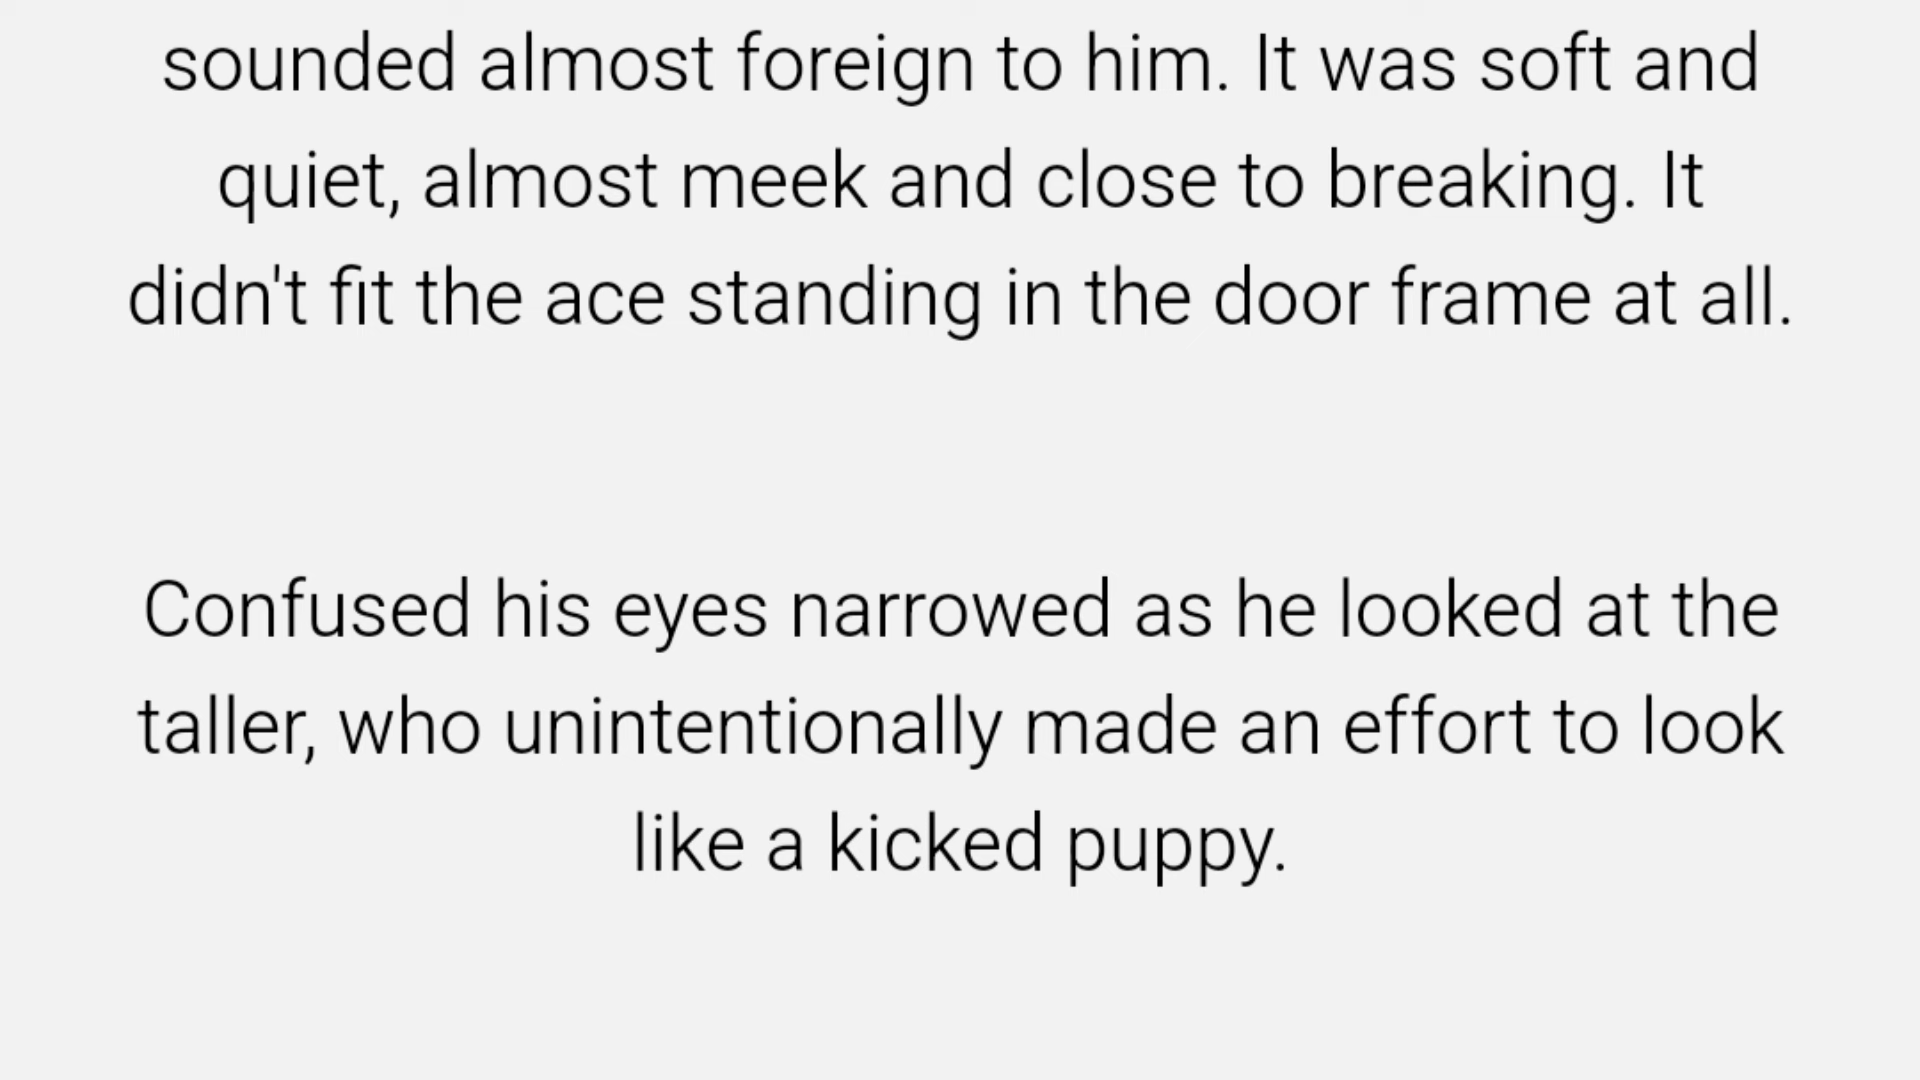 sounded almost foreign to him. It was soft and
quiet, almost meek and close to breaking. It
didn't fit the ace standing in the door frame at all.
Confused his eyes narrowed as he looked at the
taller, who unintentionally made an effort to look
like a kicked puppy.